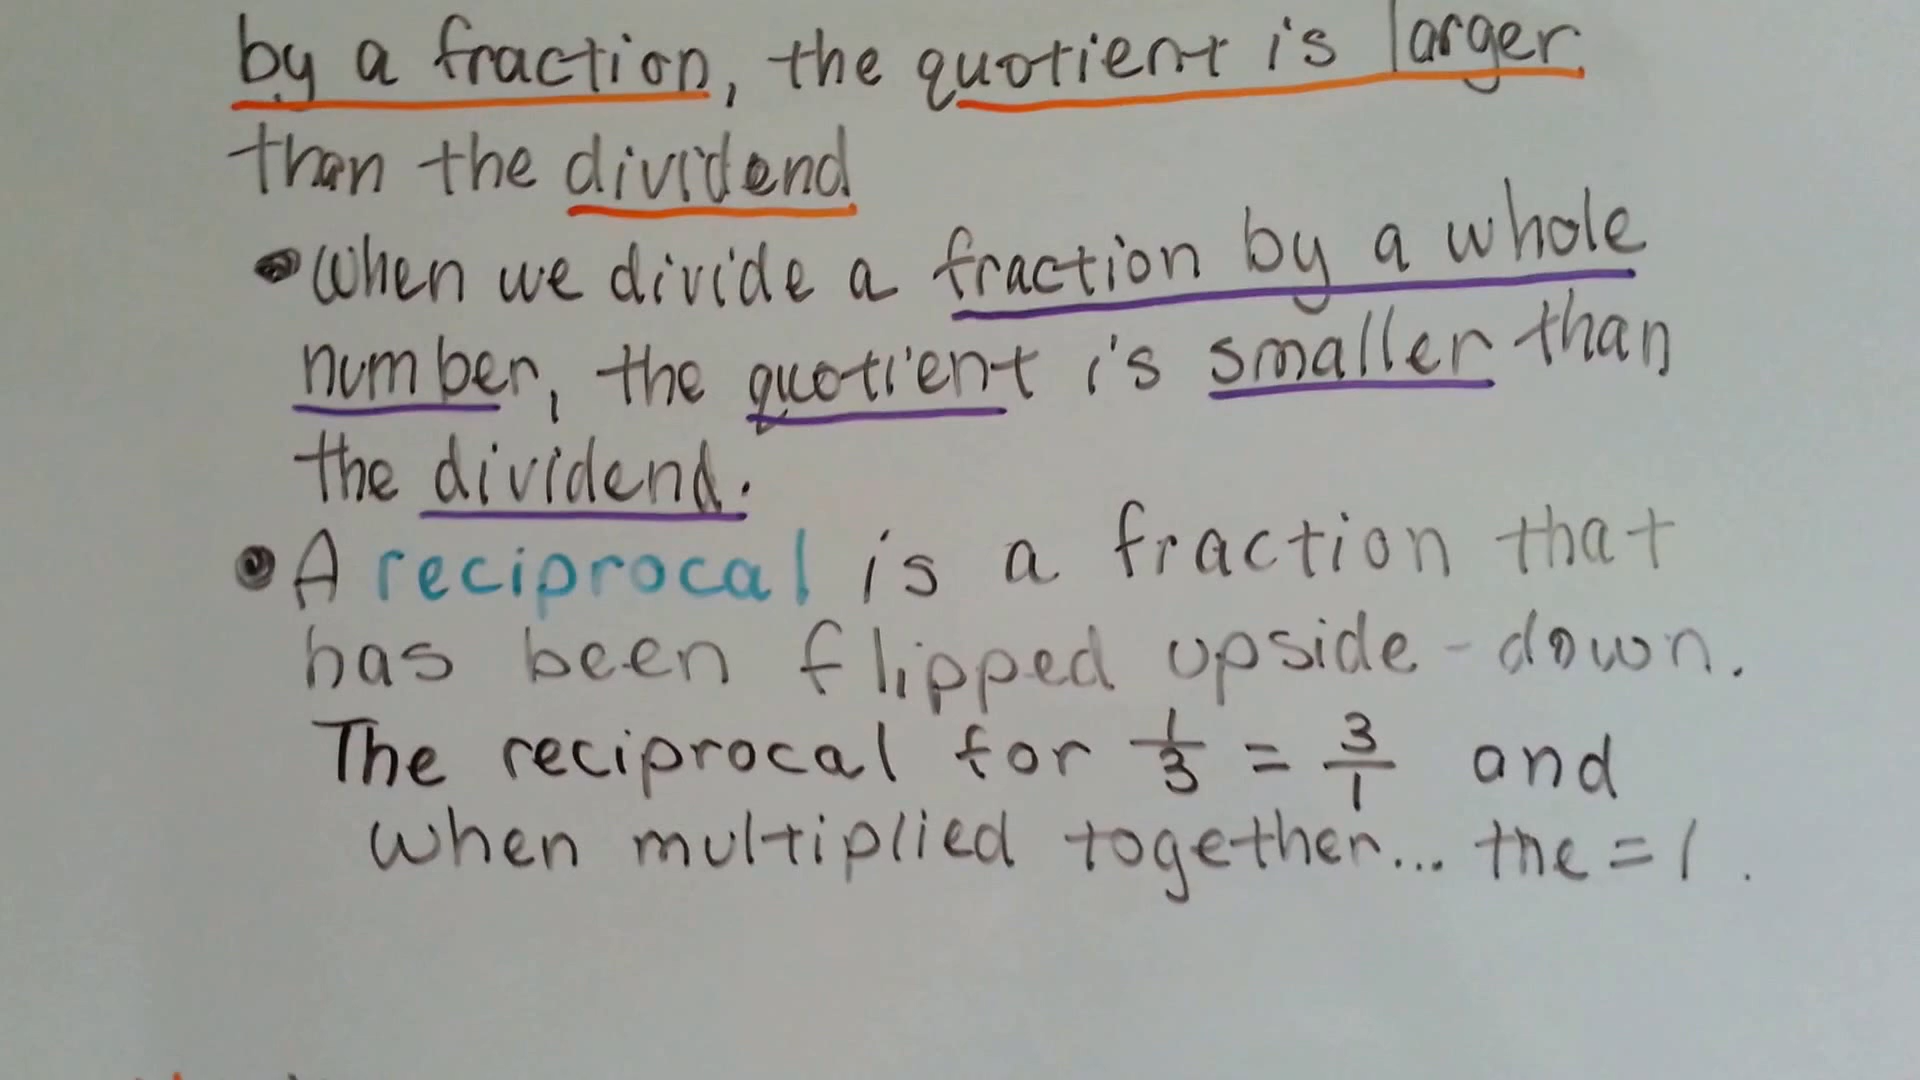 by a fraction, the quotient is larger
than the dividend
• When we divide a fraction by a whole
number, the quotient is smaller than
the dividend.
• A reciprocal is a fraction that
has been flipped upside-down.
The reciprocal for 1/3 = 3/1 and
when multiplied together... the = 1.